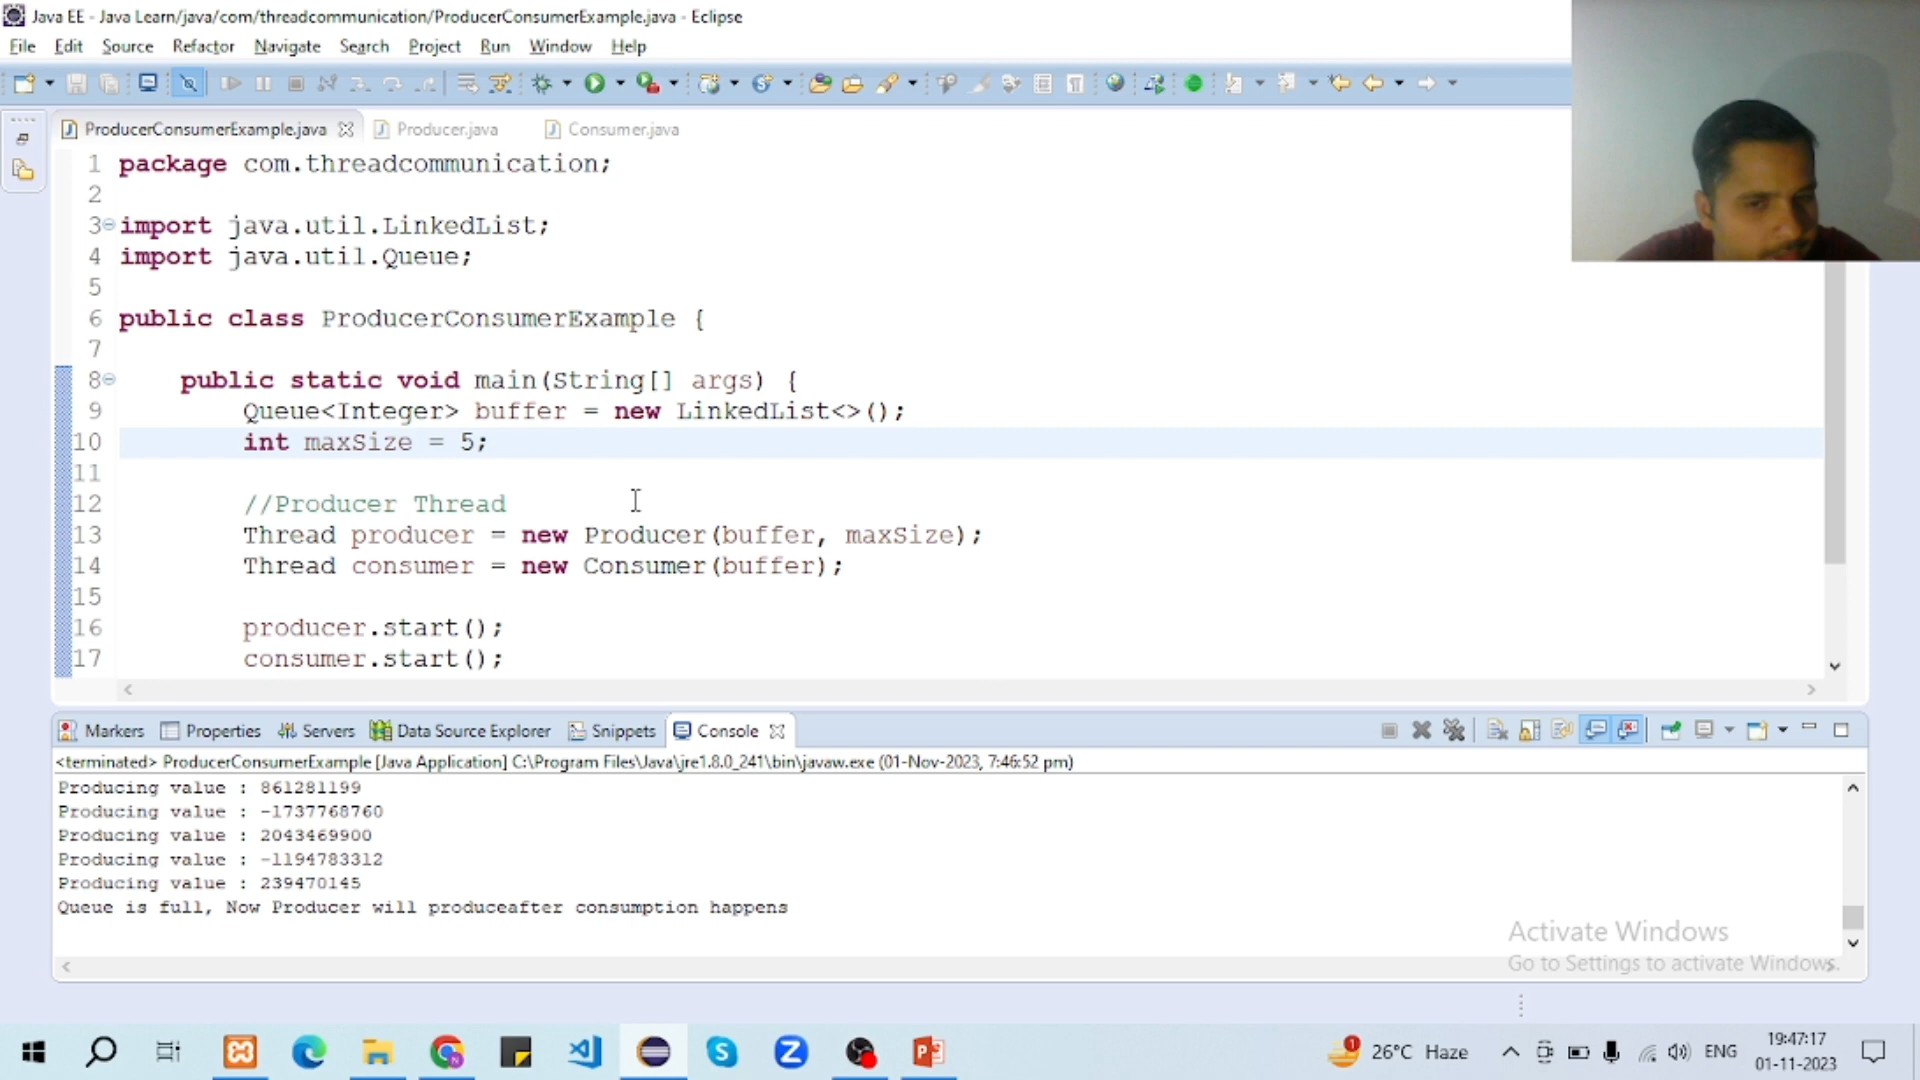 Java EE - Java Learn/java/com/threadcommunication/ProducerConsumerExample.java - Eclipse
File Edit Source Refactor Navigate Search Project Run Window Help
ProducerConsumerExample.java Producer.java Consumer.java
1 package com.threadcommunication;
2
3 import java.util.LinkedList;
4 import java.util.Queue;
5
6 public class ProducerConsumerExample {
7
8 public static void main(String[] args) {
9 Queue<Integer> buffer = new LinkedList<>();
10 int maxSize = 5;
11
12 //Producer Thread
13 Thread producer = new Producer(buffer, maxSize);
14 Thread consumer = new Consumer(buffer);
15
16 producer.start();
17 consumer.start();
Markers Properties Servers Data Source Explorer Snippets Console
<terminated> ProducerConsumerExample [Java Application] C:\Program Files\Java\jre1.8.0_241\bin\javaw.exe (01-Nov-2023, 7:46:52 pm)
Producing value : 861281199
Producing value : -1737768760
Producing value : 2043469900
Producing value : -1194783312
Producing value : 239470145
Queue is full, Now Producer will produceafter consumption happens
Activate Windows
Go to Settings to activate Windows.
1 26°C Haze ENG 19:47:17
01-11-2023